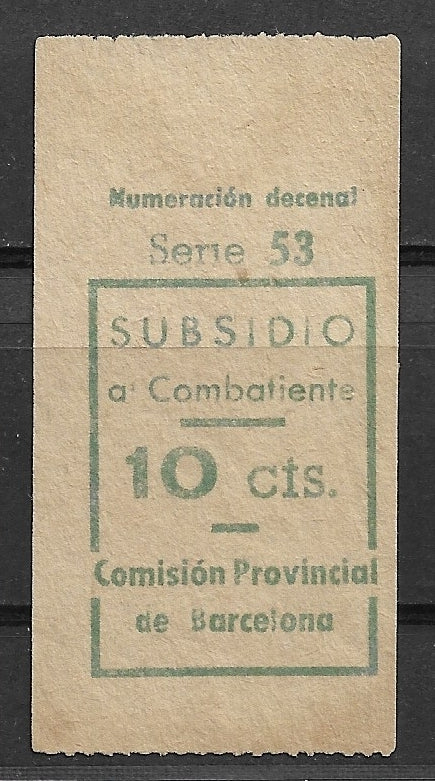 Numeración decenal
Serie 53
SUBSIDIO
al Combatiente
10 cts.
Comisión Provincial
de Barcelona